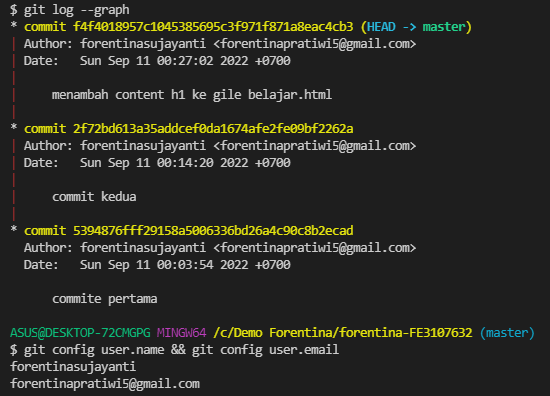 $ git log --graph
* commit f4f4018957c1045385695c3f971f871a8eac4cb3 (HEAD -> master)
| Author: forentinasujayanti <forentinapratiwi5@gmail.com>
| Date:   Sun Sep 11 00:27:02 2022 +0700
|
|     menambah content h1 ke gile belajar.html
|
* commit 2f72bd613a35addcef0da1674afe2fe09bf2262a
| Author: forentinasujayanti <forentinapratiwi5@gmail.com>
| Date:   Sun Sep 11 00:14:20 2022 +0700
|
|     commit kedua
|
* commit 5394876fff29158a5006336bd26a4c90c8b2ecad
  Author: forentinasujayanti <forentinapratiwi5@gmail.com>
  Date:   Sun Sep 11 00:03:54 2022 +0700
      commite pertama
ASUS@DESKTOP-72CMGPG MINGW64 /c/Demo Forentina/forentina-FE3107632 (master)
$ git config user.name && git config user.email
forentinasujayanti
forentinapratiwi5@gmail.com